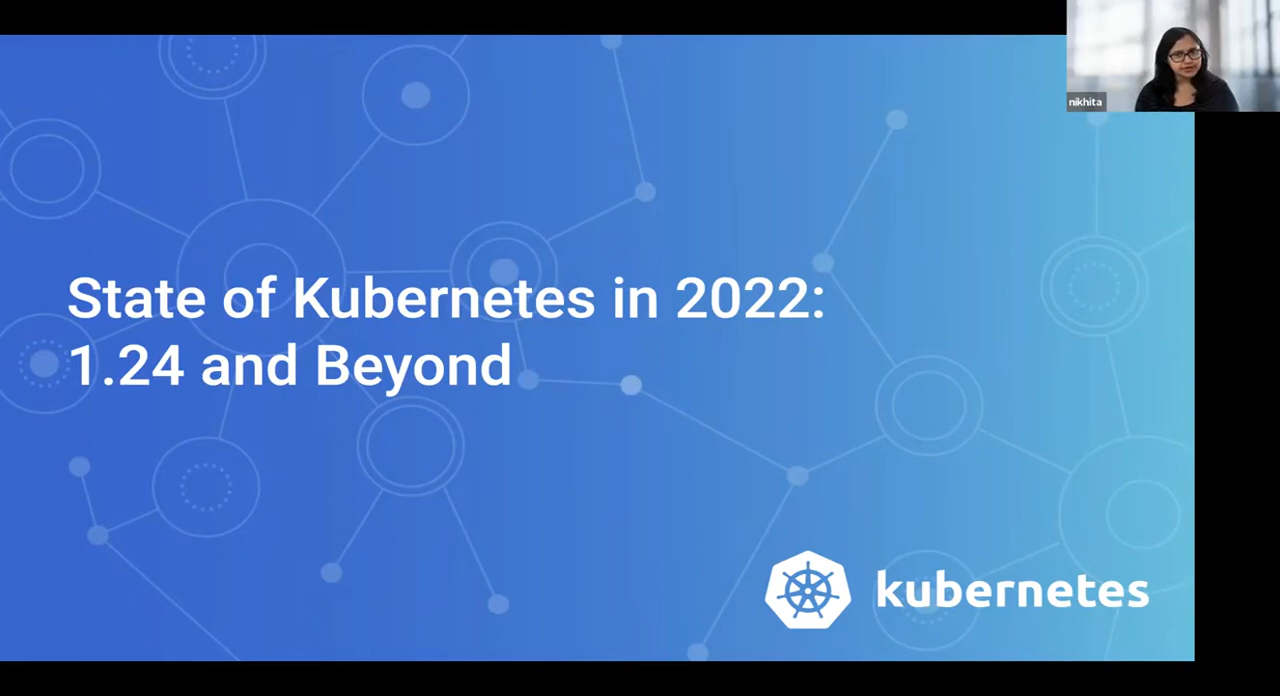 nikhita
State of Kubernetes in 2022:
1.24 and Beyond
kubernetes